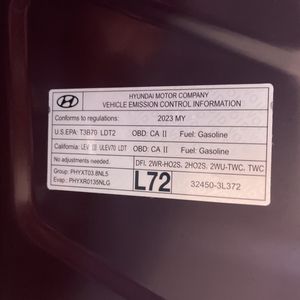 HYUNDAI MOTOR COMPANY
VEHICLE EMISSION CONTROL INFORMATION
Conforms to regulations: 2023 MY
U.S.EPA: T3B70 LDT2 OBD: CA II Fuel: Gasoline
California: ULEV70 LDT OBD: CA II Fuel: Gasoline
No adjustments needed. DFI, 2WR-HO2S, 2HO2S, 2WU-TWC, TWC
Group: PHYXT03.8NL5
Evap: PHYXR0135NLG
L72 32450-3L372